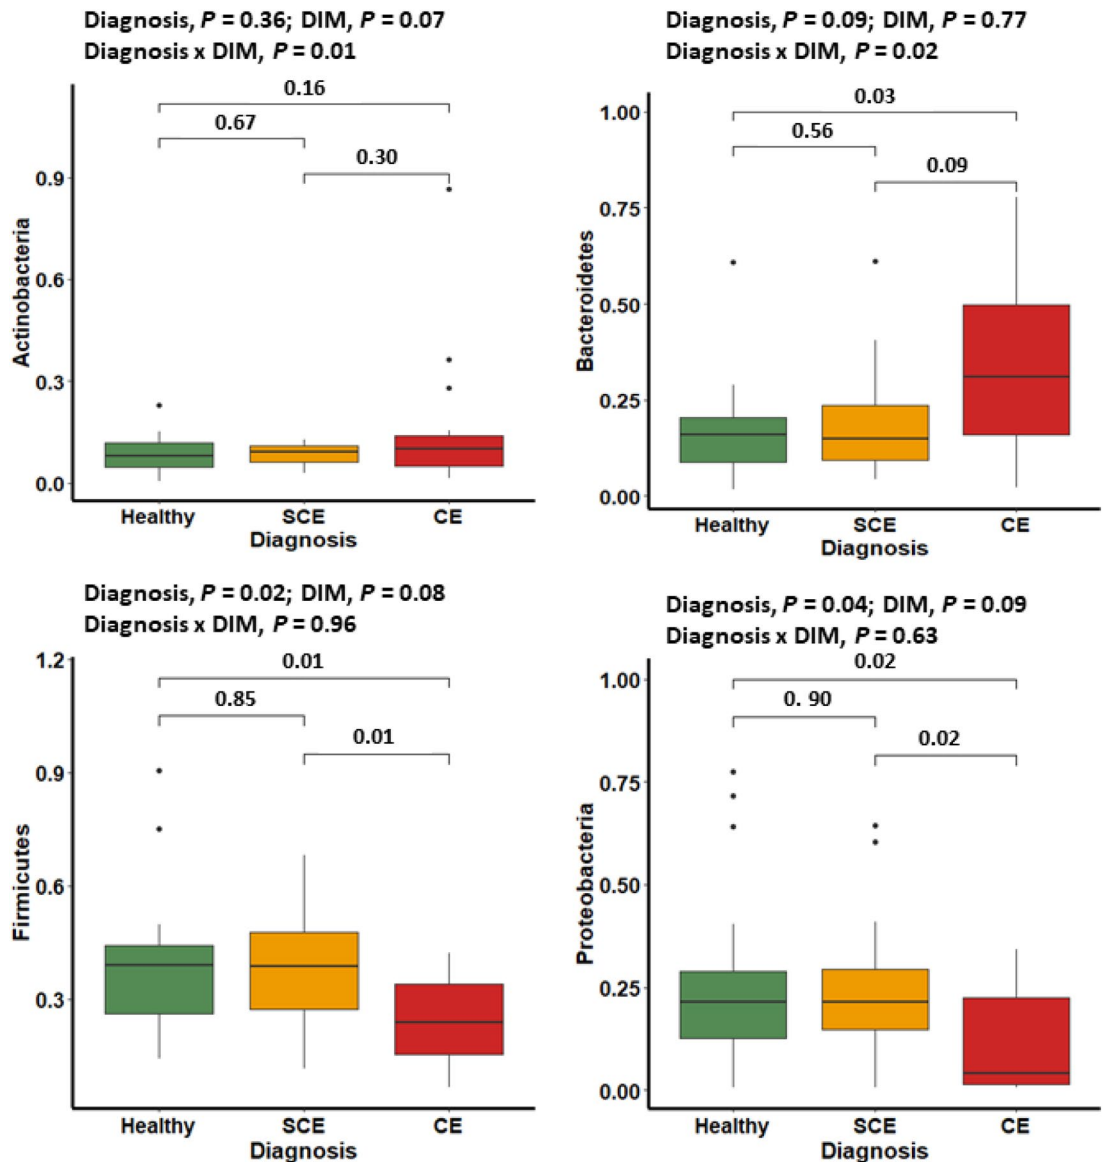 Diagnosis, P = 0.36; DIM, P = 0.07
Diagnosis x DIM, P = 0.01
0.16
0.67
0.30
0.9
0.6
0.3
0.0
Actinobacteria
Healthy SCE CE
Diagnosis
Diagnosis, P = 0.09; DIM, P = 0.77
Diagnosis x DIM, P = 0.02
1.00
0.03
0.56
0.09
0.75
0.50
0.25
0.00
Bacteroidetes
Healthy SCE CE
Diagnosis
Diagnosis, P = 0.02; DIM, P = 0.08
Diagnosis x DIM, P = 0.96
1.2
0.01
0.85
0.01
0.9
0.6
0.3
Firmicutes
Healthy SCE CE
Diagnosis
Diagnosis, P = 0.04; DIM, P = 0.09
Diagnosis x DIM, P = 0.63
0.02
1.00
0. 90
0.02
0.75
0.50
0.25
0.00
Proteobacteria
Healthy SCE CE
Diagnosis